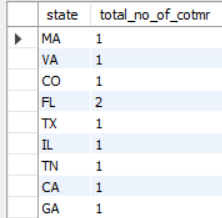 state total_no_of_cotmr
MA 1
VA 1
CO 1
FL 2
TX 1
IL 1
TN 1
CA 1
GA 1